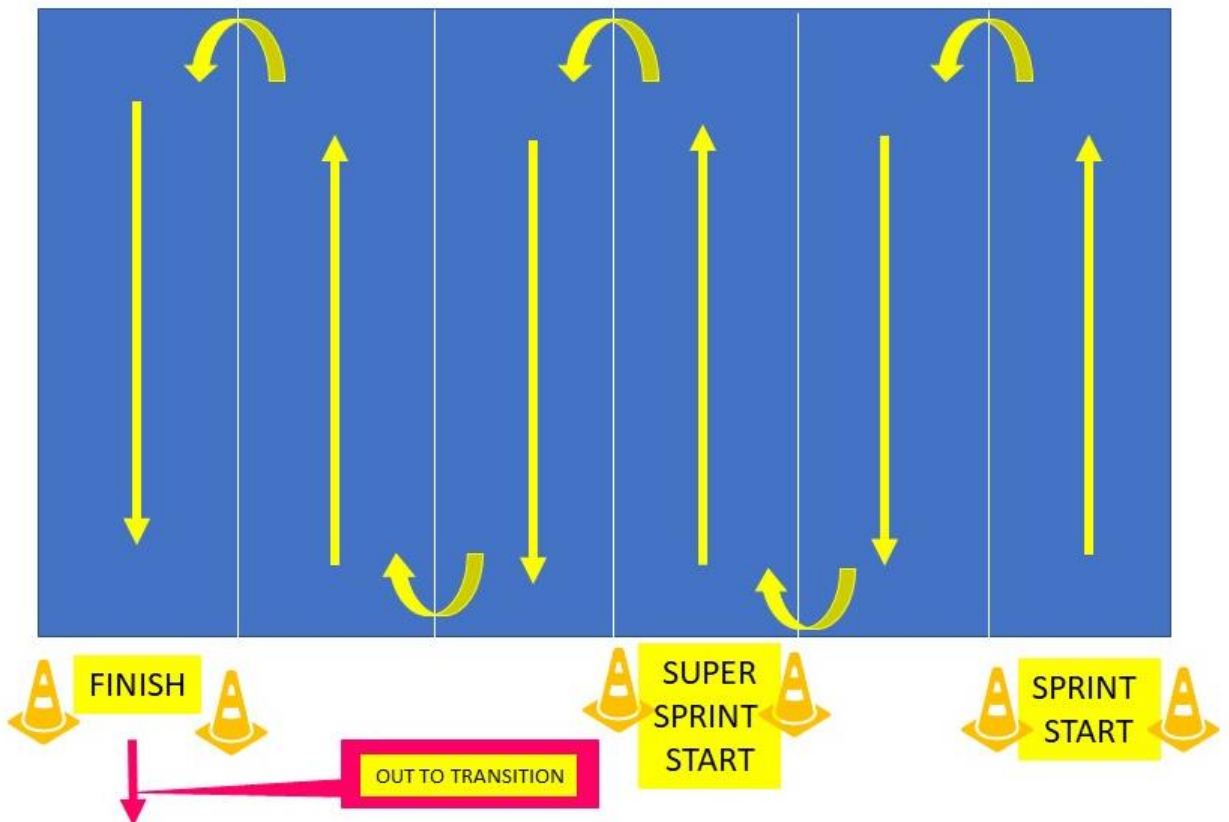 FINISH
SUPER
SPRINT
START
SPRINT
START
OUT TO TRANSITION